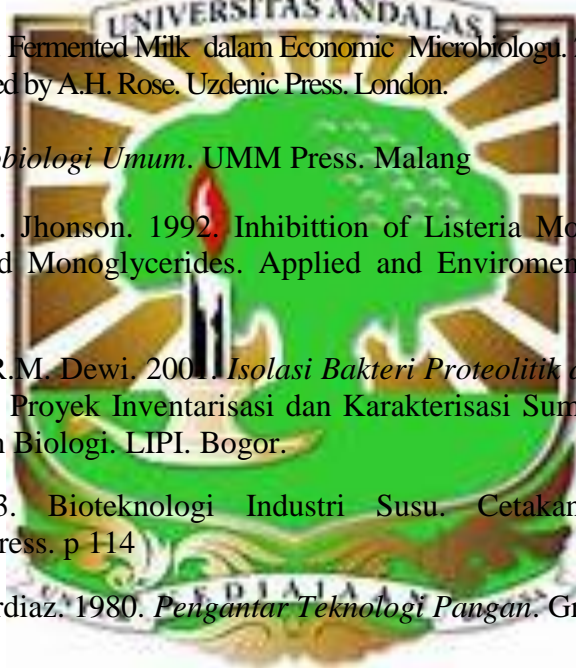 UNIVERSITAS ANDALAS
Fermented Milk dalam Economic Microbiologu.
ed by A.H. Rose. Uzdenic Press. London.
obiologi Umum. UMM Press. Malang
. Jhonson. 1992. Inhibittion of Listeria Mo
d Monoglycerides. Applied and Enviromen
R.M. Dewi. 2001. Isolasi Bakteri Proteolitik
Proyek Inventarisasi dan Karakterisasi Sum
n Biologi. LIPI. Bogor.
3. Bioteknologi Industri Susu. Cetakan
ress. p 114
rdiaz. 1980. Pengantar Teknologi Pangan. Gr